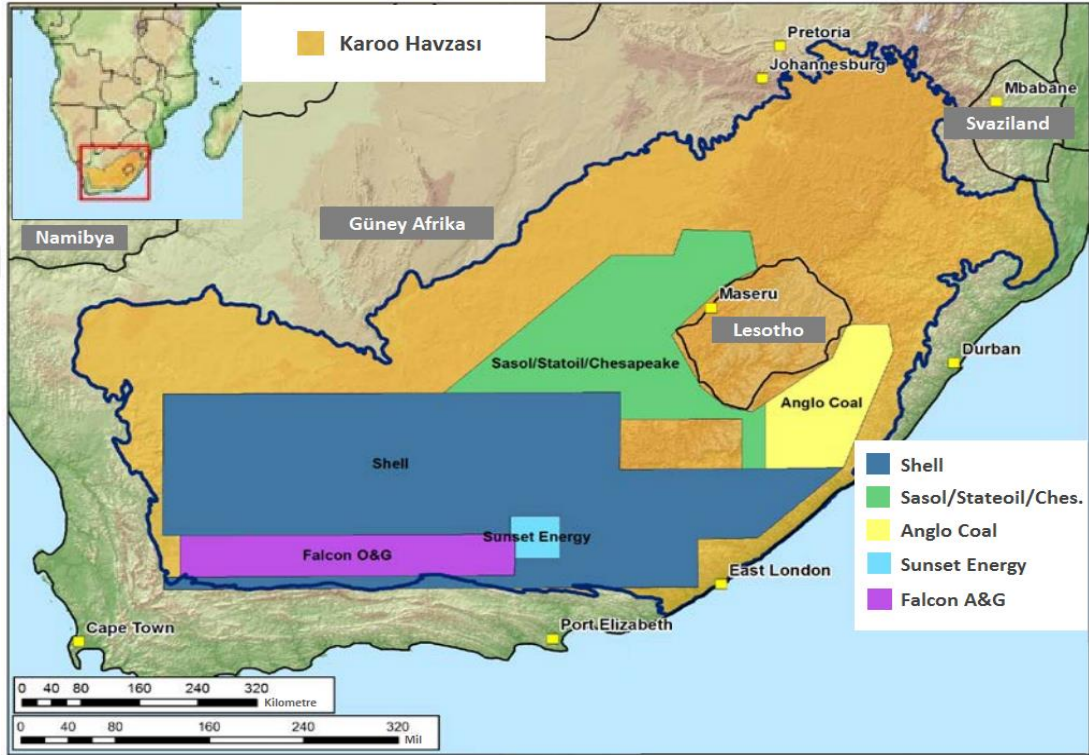 Karoo Havzası
Pretoria
Johannesburg
Mbabane
Svaziland
Güney Afrika
Namibya
Maseru
Lesotho
Durban
Sasol/Statoil/Chesapeake
Anglo Coal
Shell
Sunset Energy
Falcon O&G
East London
Port Elizabeth
Cape Town
Shell
Sasol/Stateoil/Ches.
Anglo Coal
Sunset Energy
Falcon A&G
0 40 80 160 240 320
Kilometre
0 40 80 160 240 320
Mil